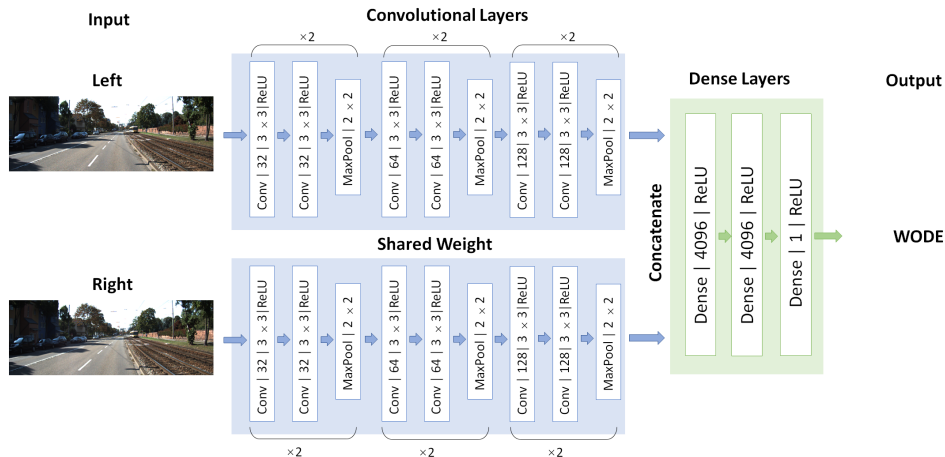 Input
Convolutional Layers
×2
×2
×2
Left
Conv | 32| 3 × 3|ReLU
Conv | 32| 3 × 3|ReLU
MaxPool | 2 × 2
Conv | 64| 3 × 3|ReLU
Conv | 64| 3 × 3|ReLU
MaxPool | 2 × 2
Conv | 128| 3 × 3|ReLU
Conv | 128| 3 × 3|ReLU
MaxPool | 2 × 2
Dense Layers
Output
Shared Weight
Right
Conv | 32| 3 × 3|ReLU
Conv | 32| 3 × 3|ReLU
MaxPool | 2 × 2
Conv | 64| 3 × 3|ReLU
Conv | 64| 3 × 3|ReLU
MaxPool | 2 × 2
Conv | 128| 3 × 3|ReLU
Conv | 128| 3 × 3|ReLU
MaxPool | 2 × 2
×2
×2
×2
Concatenate
Dense | 4096 | ReLU
Dense | 4096 | ReLU
Dense | 1 | ReLU
WODE